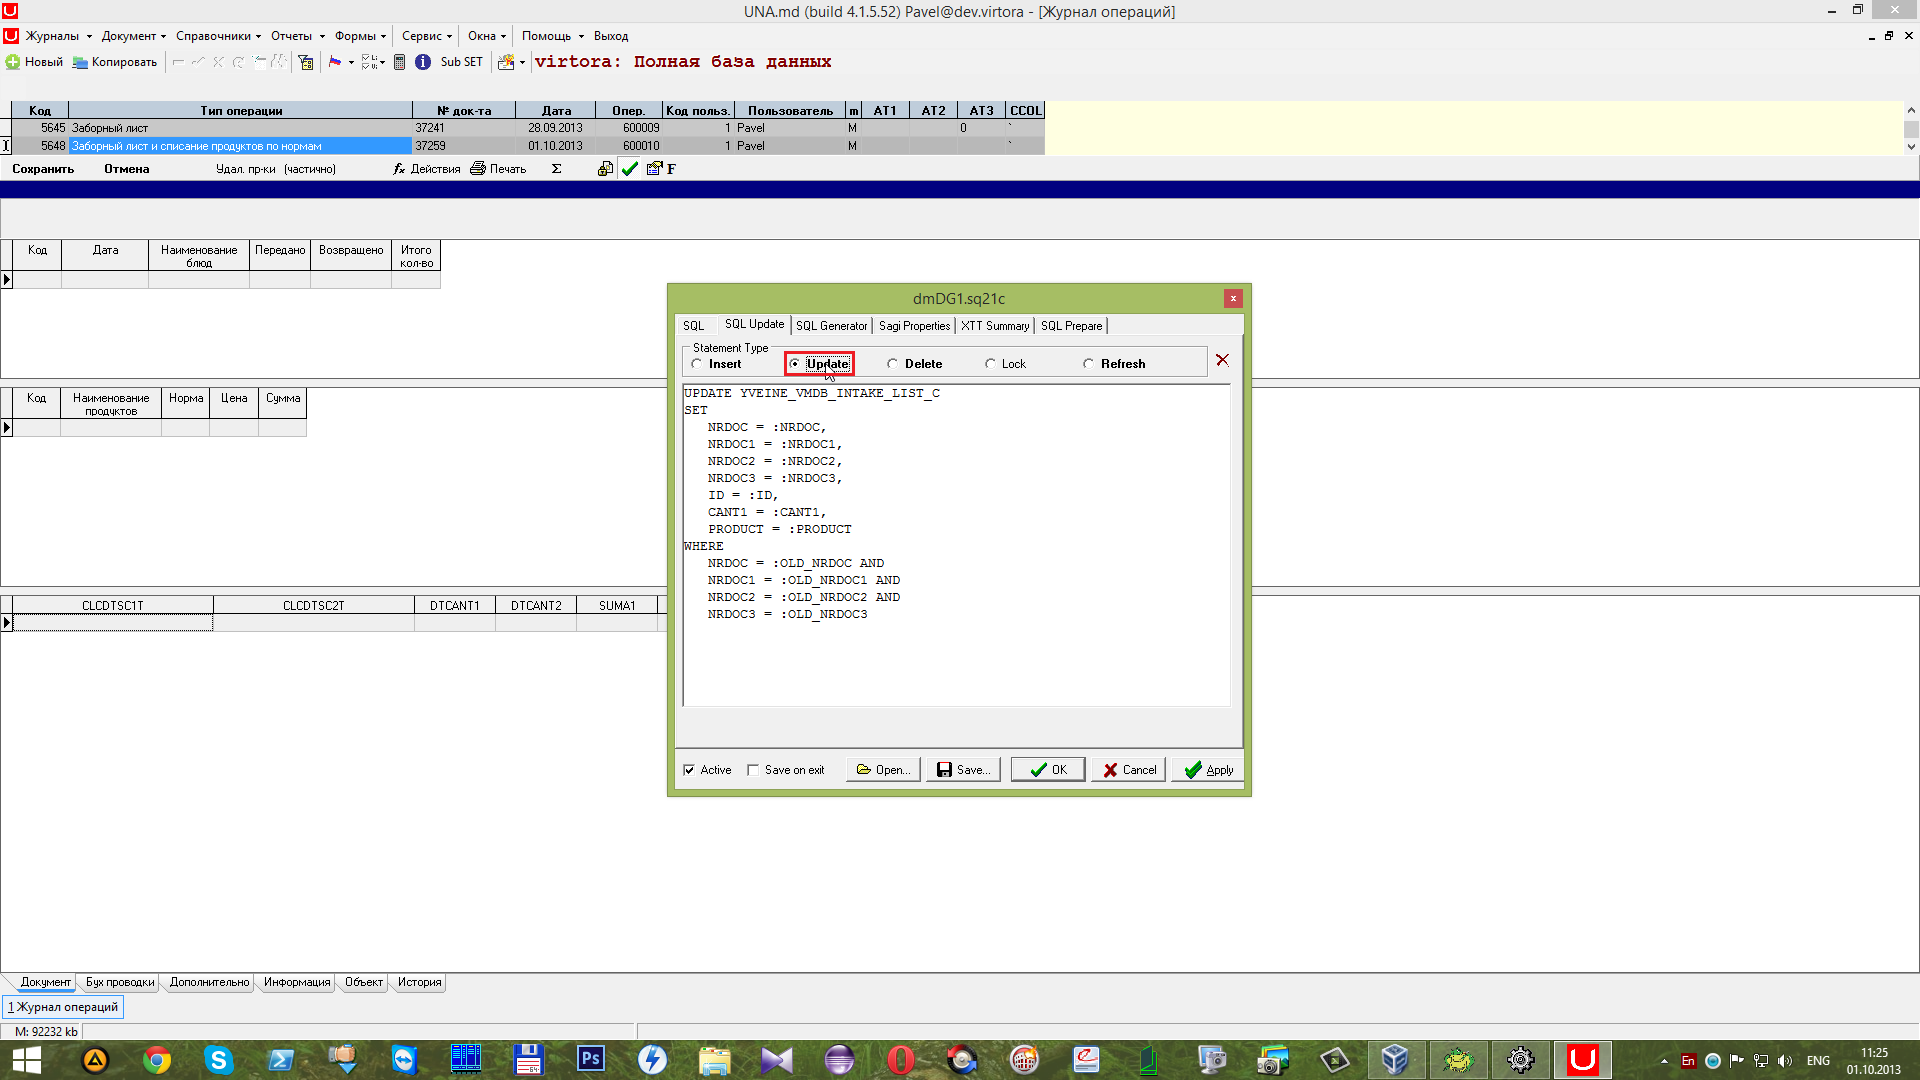 UNA.md (build 4.1.5.52) Pavel@dev.virtora - [Журнал операций]
Журналы Документ Справочники Отчеты Формы Сервис Окна Помощь Выход
Новый Копировать Sub SET virtora: Полная база данных
Код Тип операции № док-та Дата Опер. Код польз. Пользователь m AT1 AT2 AT3 CCOL
5645 Заборный лист 37241 28.09.2013 600009 1 Pavel M 0 `
5648 Заборный лист и списание продуктов по нормам 37259 01.10.2013 600010 1 Pavel M `
Сохранить Отмена Удал. пр-ки (частично) fx Действия Печать Σ F
Код Дата Наименование блюд Передано Возвращено Итого кол-во
Код Наименование продуктов Норма Цена Сумма
CLCDTSC1T CLCDTSC2T DTCANT1 DTCANT2 SUMA1
dmDG1.sq21c
SQL SQL Update SQL Generator Sagi Properties XTT Summary SQL Prepare
Statement Type
Insert Update Delete Lock Refresh
UPDATE YVEINE_VMDB_INTAKE_LIST_C
SET
NRDOC = :NRDOC,
NRDOC1 = :NRDOC1,
NRDOC2 = :NRDOC2,
NRDOC3 = :NRDOC3,
ID = :ID,
CANT1 = :CANT1,
PRODUCT = :PRODUCT
WHERE
NRDOC = :OLD_NRDOC AND
NRDOC1 = :OLD_NRDOC1 AND
NRDOC2 = :OLD_NRDOC2 AND
NRDOC3 = :OLD_NRDOC3
Active Save on exit Open... Save... OK Cancel Apply
Документ Бух проводки Дополнительно Информация Объект История
1 Журнал операций
M: 92232 kb
Ps
64
En ENG 11:25
01.10.2013